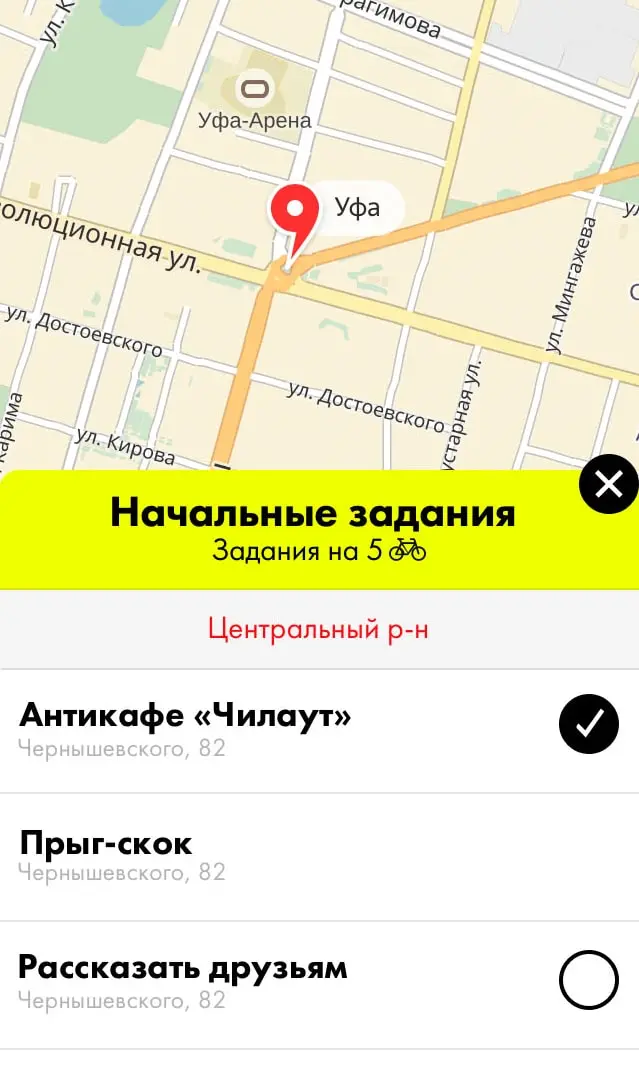 ул. К
рагимова
Уфа-Арена
Уфа
олюционная ул.
ул. Мингажева
ул. Достоевского
ул. Достоевского
устарная ул.
Карима
ул. Кирова
Начальные задания
Задания на 5
Центральный р-н
Антикафе «Чилаут»
Чернышевского, 82
Прыг-скок
Чернышевского, 82
Рассказать друзьям
Чернышевского, 82